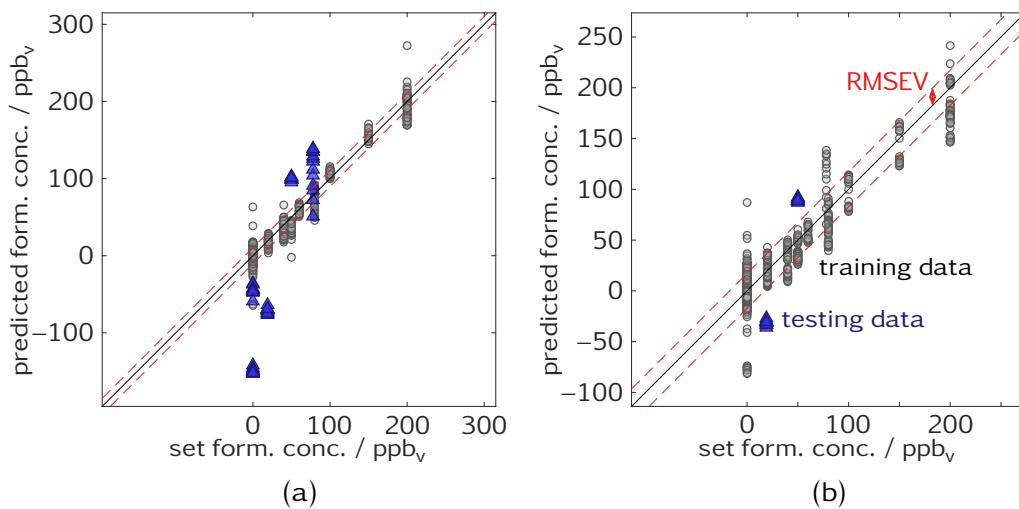 300
200
100
0
−100
predicted form. conc. / ppbv
0 100 200 300
set form. conc. / ppbv
(a)
250
200
150
100
50
0
−50
−100
predicted form. conc. / ppbv
RMSEV
training data
testing data
0 100 200
set form. conc. / ppbv
(b)